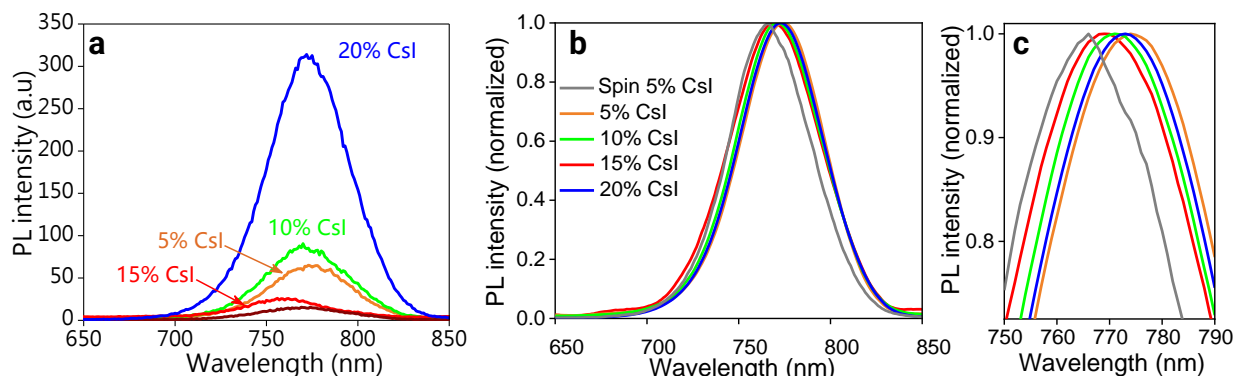 a
PL intensity (a.u)
350
300
250
200
150
100
50
0
20% CsI
10% CsI
5% CsI
15% CsI
650
700
750
800
850
Wavelength (nm)
b
PL intensity (normalized)
1.0
0.8
0.6
0.4
0.2
0.0
Spin 5% CsI
5% CsI
10% CsI
15% CsI
20% CsI
650
700
750
800
850
Wavelength (nm)
c
PL intensity (normalized)
1.0
0.9
0.8
750
760
770
780
790
Wavelength (nm)